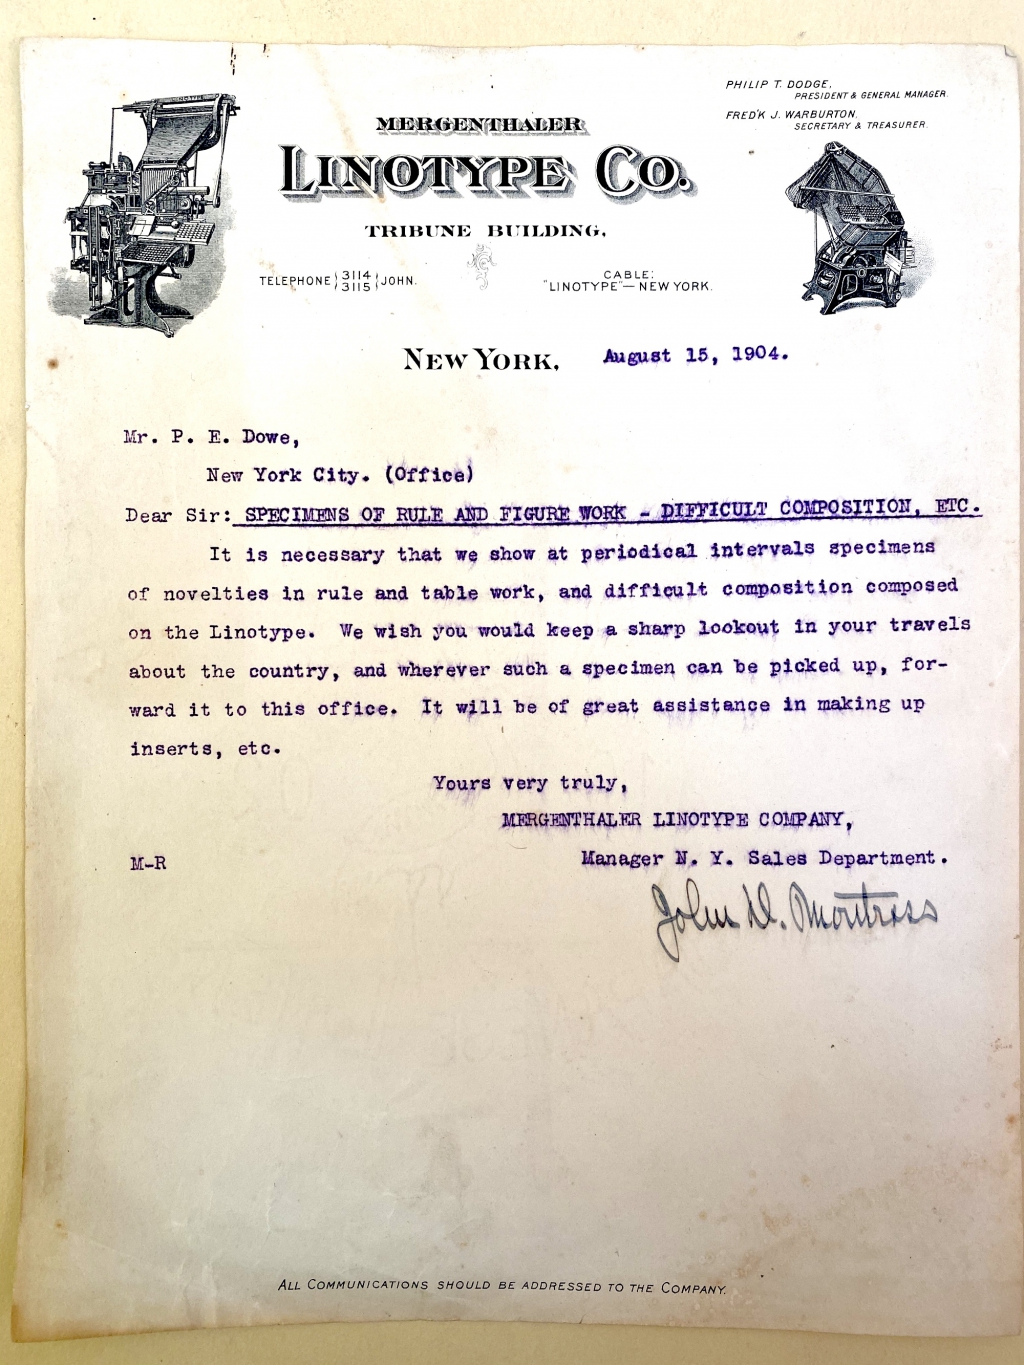 PHILIP T. DODGE,
PRESIDENT & GENERAL MANAGER.
FRED'K J. WARBURTON,
SECRETARY & TREASURER.
MERGENTHALER
LINOTYPE CO.
TRIBUNE BUILDING,
TELEPHONE { 3114 / 3115 } JOHN.
CABLE:
"LINOTYPE"—NEW YORK.
NEW YORK, August 15, 1904.
Mr. P. E. Dowe,
New York City. (Office)
Dear Sir: SPECIMENS OF RULE AND FIGURE WORK - DIFFICULT COMPOSITION, ETC.
It is necessary that we show at periodical intervals specimens
of novelties in rule and table work, and difficult composition composed
on the Linotype. We wish you would keep a sharp lookout in your travels
about the country, and wherever such a specimen can be picked up, for-
ward it to this office. It will be of great assistance in making up
inserts, etc.
Yours very truly,
MERGENTHALER LINOTYPE COMPANY,
M-R
Manager N. Y. Sales Department.
John D. Montress
ALL COMMUNICATIONS SHOULD BE ADDRESSED TO THE COMPANY.